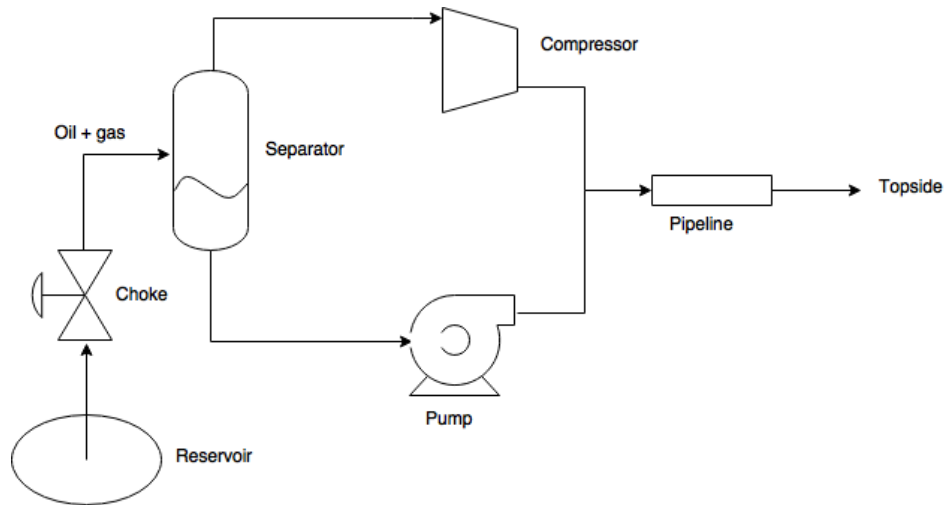 Compressor
Oil + gas
Separator
Topside
Pipeline
Choke
Pump
Reservoir